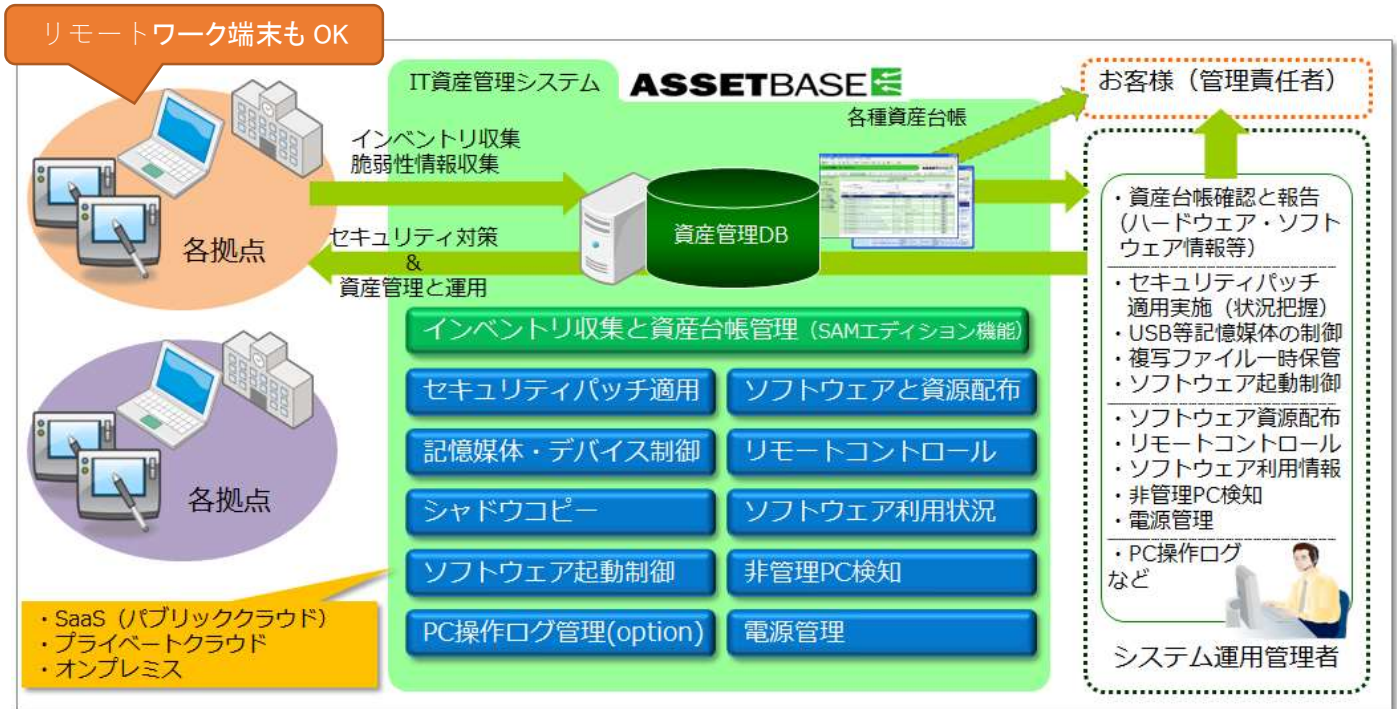 リモートワーク端末も OK
IT資産管理システム
ASSETBASE
各種資産台帳
お客様（管理責任者）
インベントリ収集
脆弱性情報収集
各拠点
セキュリティ対策
&
資産管理と運用
資産管理DB
・資産台帳確認と報告
（ハードウェア・ソフト
ウェア情報等）
・セキュリティパッチ
適用実施（状況把握）
・USB等記憶媒体の制御
・複写ファイル一時保管
・ソフトウェア起動制御
・ソフトウェア資源配布
・リモートコントロール
・ソフトウェア利用情報
・非管理PC検知
・電源管理
・PC操作ログ
など
システム運用管理者
インベントリ収集と資産台帳管理（SAMエディション機能）
セキュリティパッチ適用
ソフトウェアと資源配布
記憶媒体・デバイス制御
リモートコントロール
シャドウコピー
ソフトウェア利用状況
ソフトウェア起動制御
非管理PC検知
PC操作ログ管理(option)
電源管理
各拠点
・SaaS（パブリッククラウド）
・プライベートクラウド
・オンプレミス